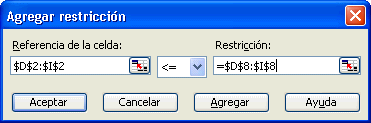 Agregar restricción
Referencia de la celda: Restricción:
$D$2:$I$2 <= =$D$8:$I$8
Aceptar Cancelar Agregar Ayuda